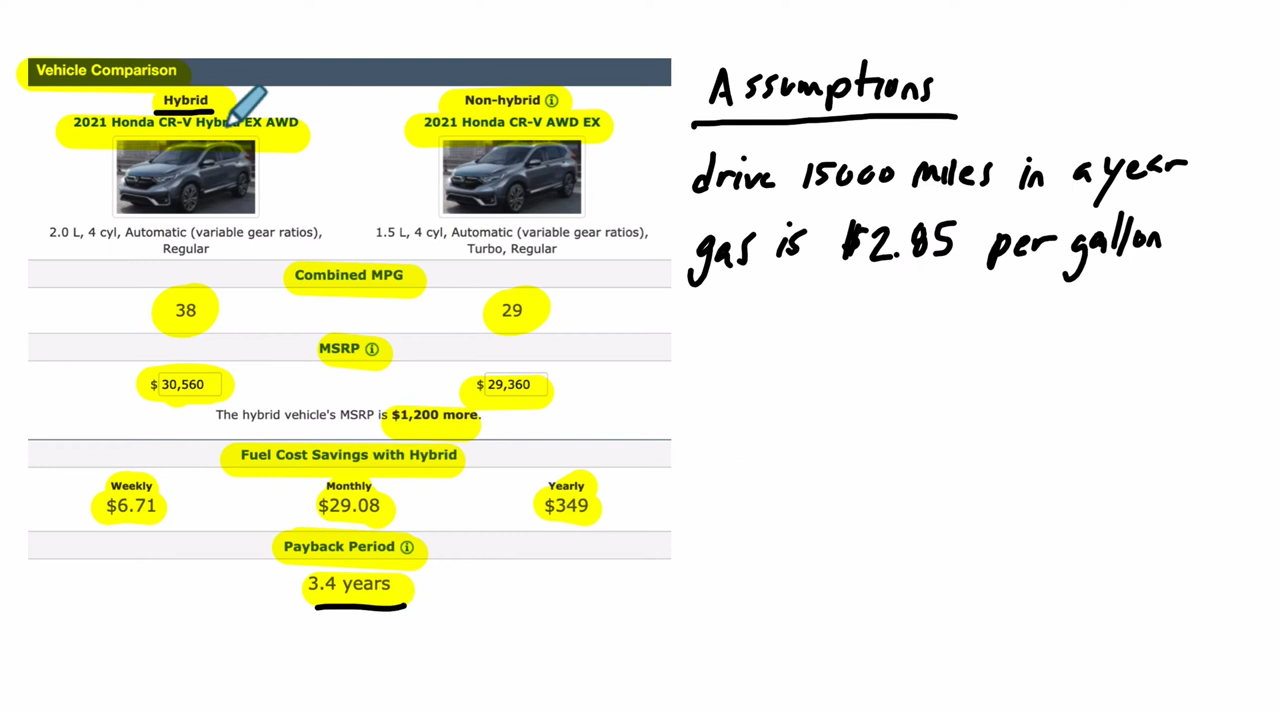 Vehicle Comparison
Hybrid
2021 Honda CR-V Hybrid EX AWD
2.0 L, 4 cyl, Automatic (variable gear ratios),
Regular
Non-hybrid
2021 Honda CR-V AWD EX
1.5 L, 4 cyl, Automatic (variable gear ratios),
Turbo, Regular
Combined MPG
38
29
MSRP
$ 30,560
$ 29,360
The hybrid vehicle's MSRP is $1,200 more.
Fuel Cost Savings with Hybrid
Weekly
$6.71
Monthly
$29.08
Yearly
$349
Payback Period
3.4 years
Assumptions
drive 15000 miles in a year
gas is $2.85 per gallon